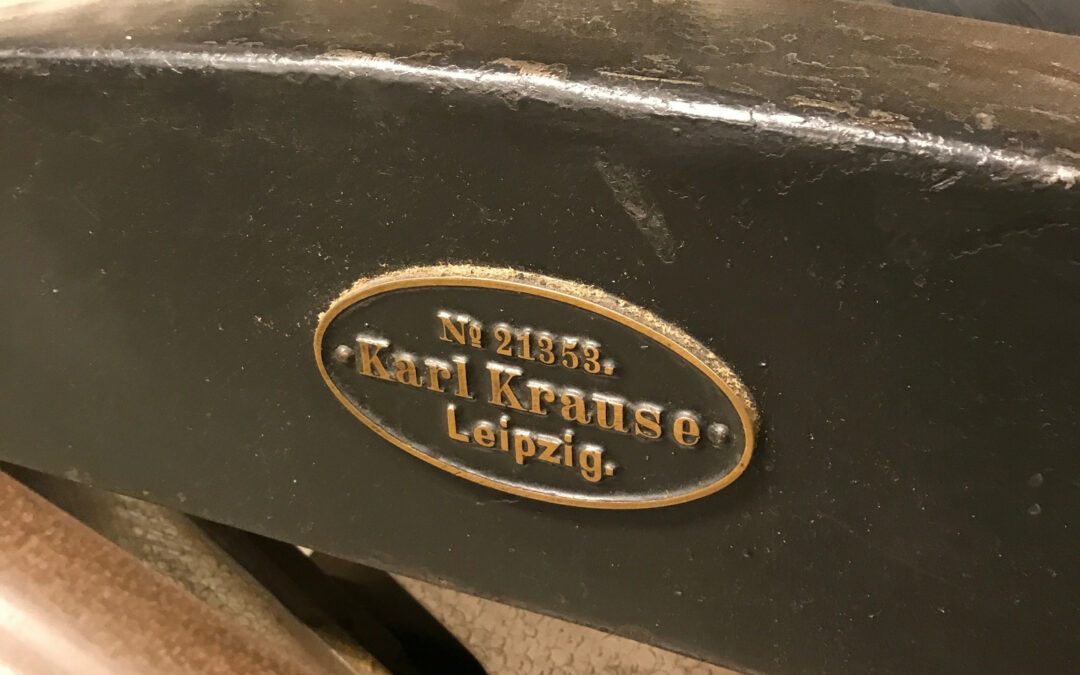 № 21353.
Karl Krause
Leipzig.